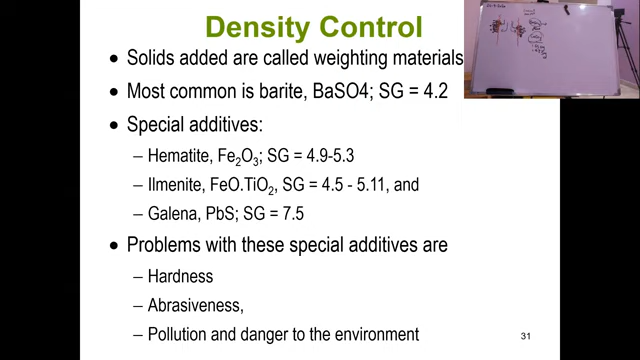 Density Control
• Solids added are called weighting materials
• Most common is barite, BaSO4; SG = 4.2
• Special additives:
– Hematite, Fe₂O₃; SG = 4.9-5.3
– Ilmenite, FeO.TiO₂, SG = 4.5 - 5.11, and
– Galena, PbS; SG = 7.5
• Problems with these special additives are
– Hardness
– Abrasiveness,
– Pollution and danger to the environment
31